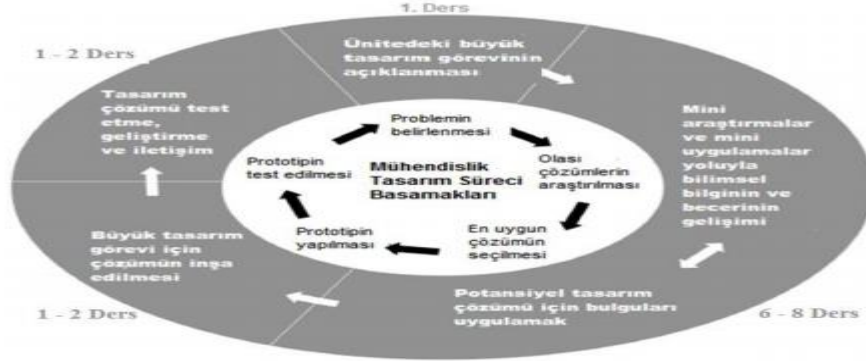 1. Ders
1 - 2 Ders
Ünitedeki büyük
tasarım görevinin
açıklanması
Tasarım
çözümü test
etme,
geliştirme
ve iletişim
Mini
araştırmalar
ve mini
uygulamalar
yoluyla
bilimsel
bilginin ve
becerinin
gelişimi
Problemin
belirlenmesi
Prototipin
test edilmesi
Mühendislik
Tasarım Süreci
Basamakları
Olası
çözümlerin
araştırılması
Prototipin
yapılması
En uygun
çözümün
seçilmesi
Büyük tasarım
görevi için
çözümün inşa
edilmesi
Potansiyel tasarım
çözümü için bulguları
uygulamak
1 - 2 Ders
6 - 8 Ders